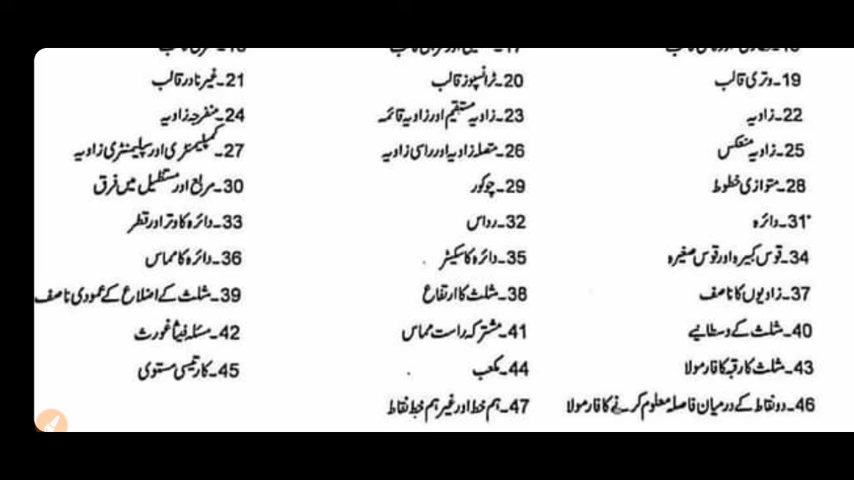 19۔وتری قالب 20۔ٹرانسپوز قالب 21۔غیر نادر قالب
22۔زاویہ 23۔زاویہ مستقیم اور زاویہ قائمہ 24۔منفرجہ زاویہ
25۔زاویہ منعکس 26۔متصلہ زاویہ اور راسی زاویہ 27۔کمپلیمنٹری اور سپلیمنٹری زاویہ
28۔متوازی خطوط 29۔چوکور 30۔مربع اور مستطیل میں فرق
31۔دائرہ 32۔رداس 33۔دائرہ کا وتر اور قطر
34۔قوس کبیرہ اور قوس صغیرہ 35۔دائرہ کا سیکٹر 36۔دائرہ کا مماس
37۔زاویوں کا ناصف 38۔مثلث کا ارتفاع 39۔مثلث کے اضلاع کے عمودی ناصف
40۔مثلث کے وسطانیے 41۔مشترکہ راست مماس 42۔مسئلہ فیثا غورث
43۔مثلث کا رقبہ کا فارمولا 44۔مکعب 45۔کارتیسی مستوی
46۔دو نقاط کے درمیان فاصلہ معلوم کرنے کا فارمولا 47۔ہم خط اور غیر ہم خط نقاط